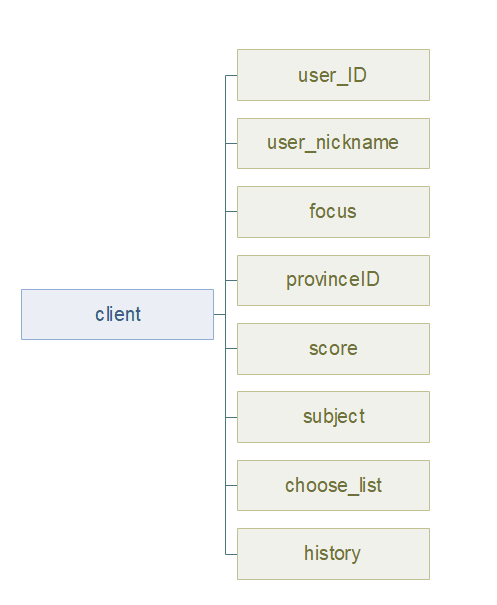 user_ID
user_nickname
focus
provinceID
client
score
subject
choose_list
history